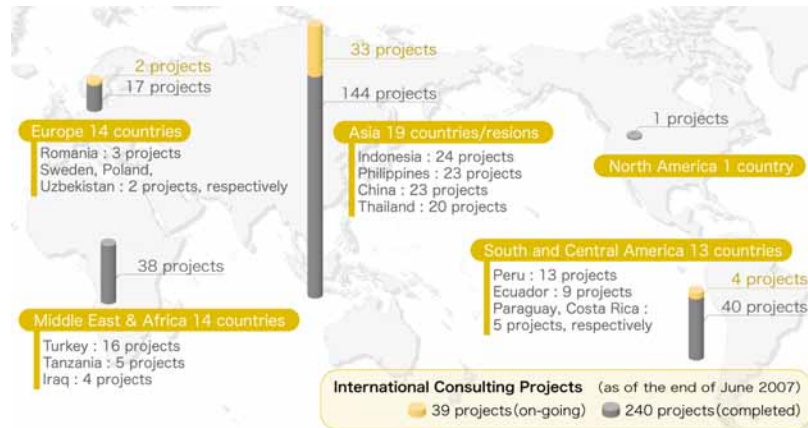 2 projects
17 projects
Europe 14 countries
Romania : 3 projects
Sweden, Poland,
Uzbekistan : 2 projects, respectively
33 projects
144 projects
Asia 19 countries/resions
Indonesia : 24 projects
Philippines : 23 projects
China : 23 projects
Thailand : 20 projects
1 projects
North America 1 country
38 projects
Middle East & Africa 14 countries
Turkey : 16 projects
Tanzania : 5 projects
Iraq : 4 projects
South and Central America 13 countries
Peru : 13 projects
Ecuador : 9 projects
Paraguay, Costa Rica :
5 projects, respectively
4 projects
40 projects
International Consulting Projects (as of the end of June 2007)
39 projects(on-going) 240 projects(completed)